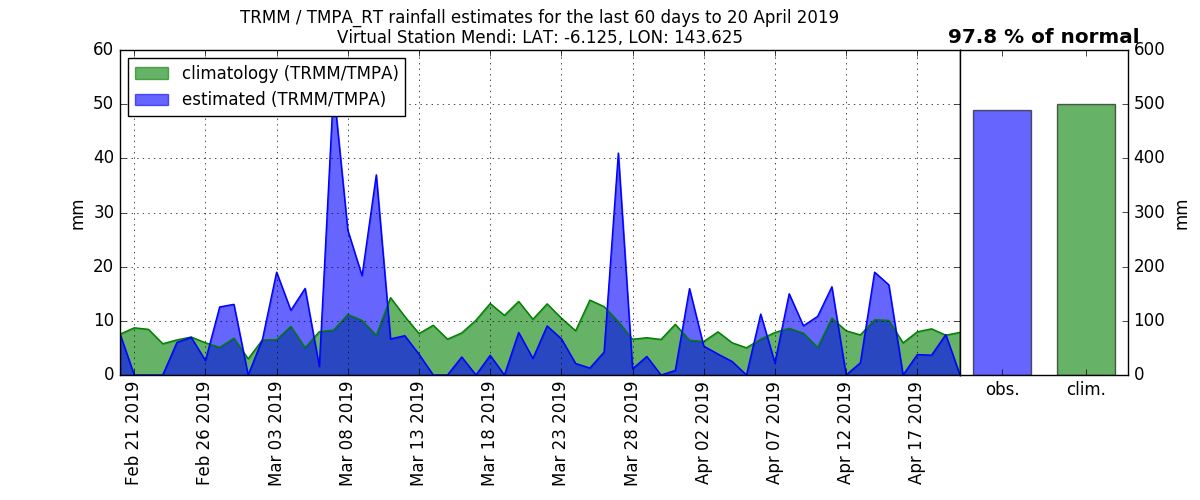 TRMM / TMPA_RT rainfall estimates for the last 60 days to 20 April 2019
Virtual Station Mendi: LAT: -6.125, LON: 143.625
97.8 % of normal
climatology (TRMM/TMPA)
estimated (TRMM/TMPA)
60
50
40
30
20
10
0
mm
600
500
400
300
200
100
0
mm
Feb 21 2019
Feb 26 2019
Mar 03 2019
Mar 08 2019
Mar 13 2019
Mar 18 2019
Mar 23 2019
Mar 28 2019
Apr 02 2019
Apr 07 2019
Apr 12 2019
Apr 17 2019
obs.
clim.